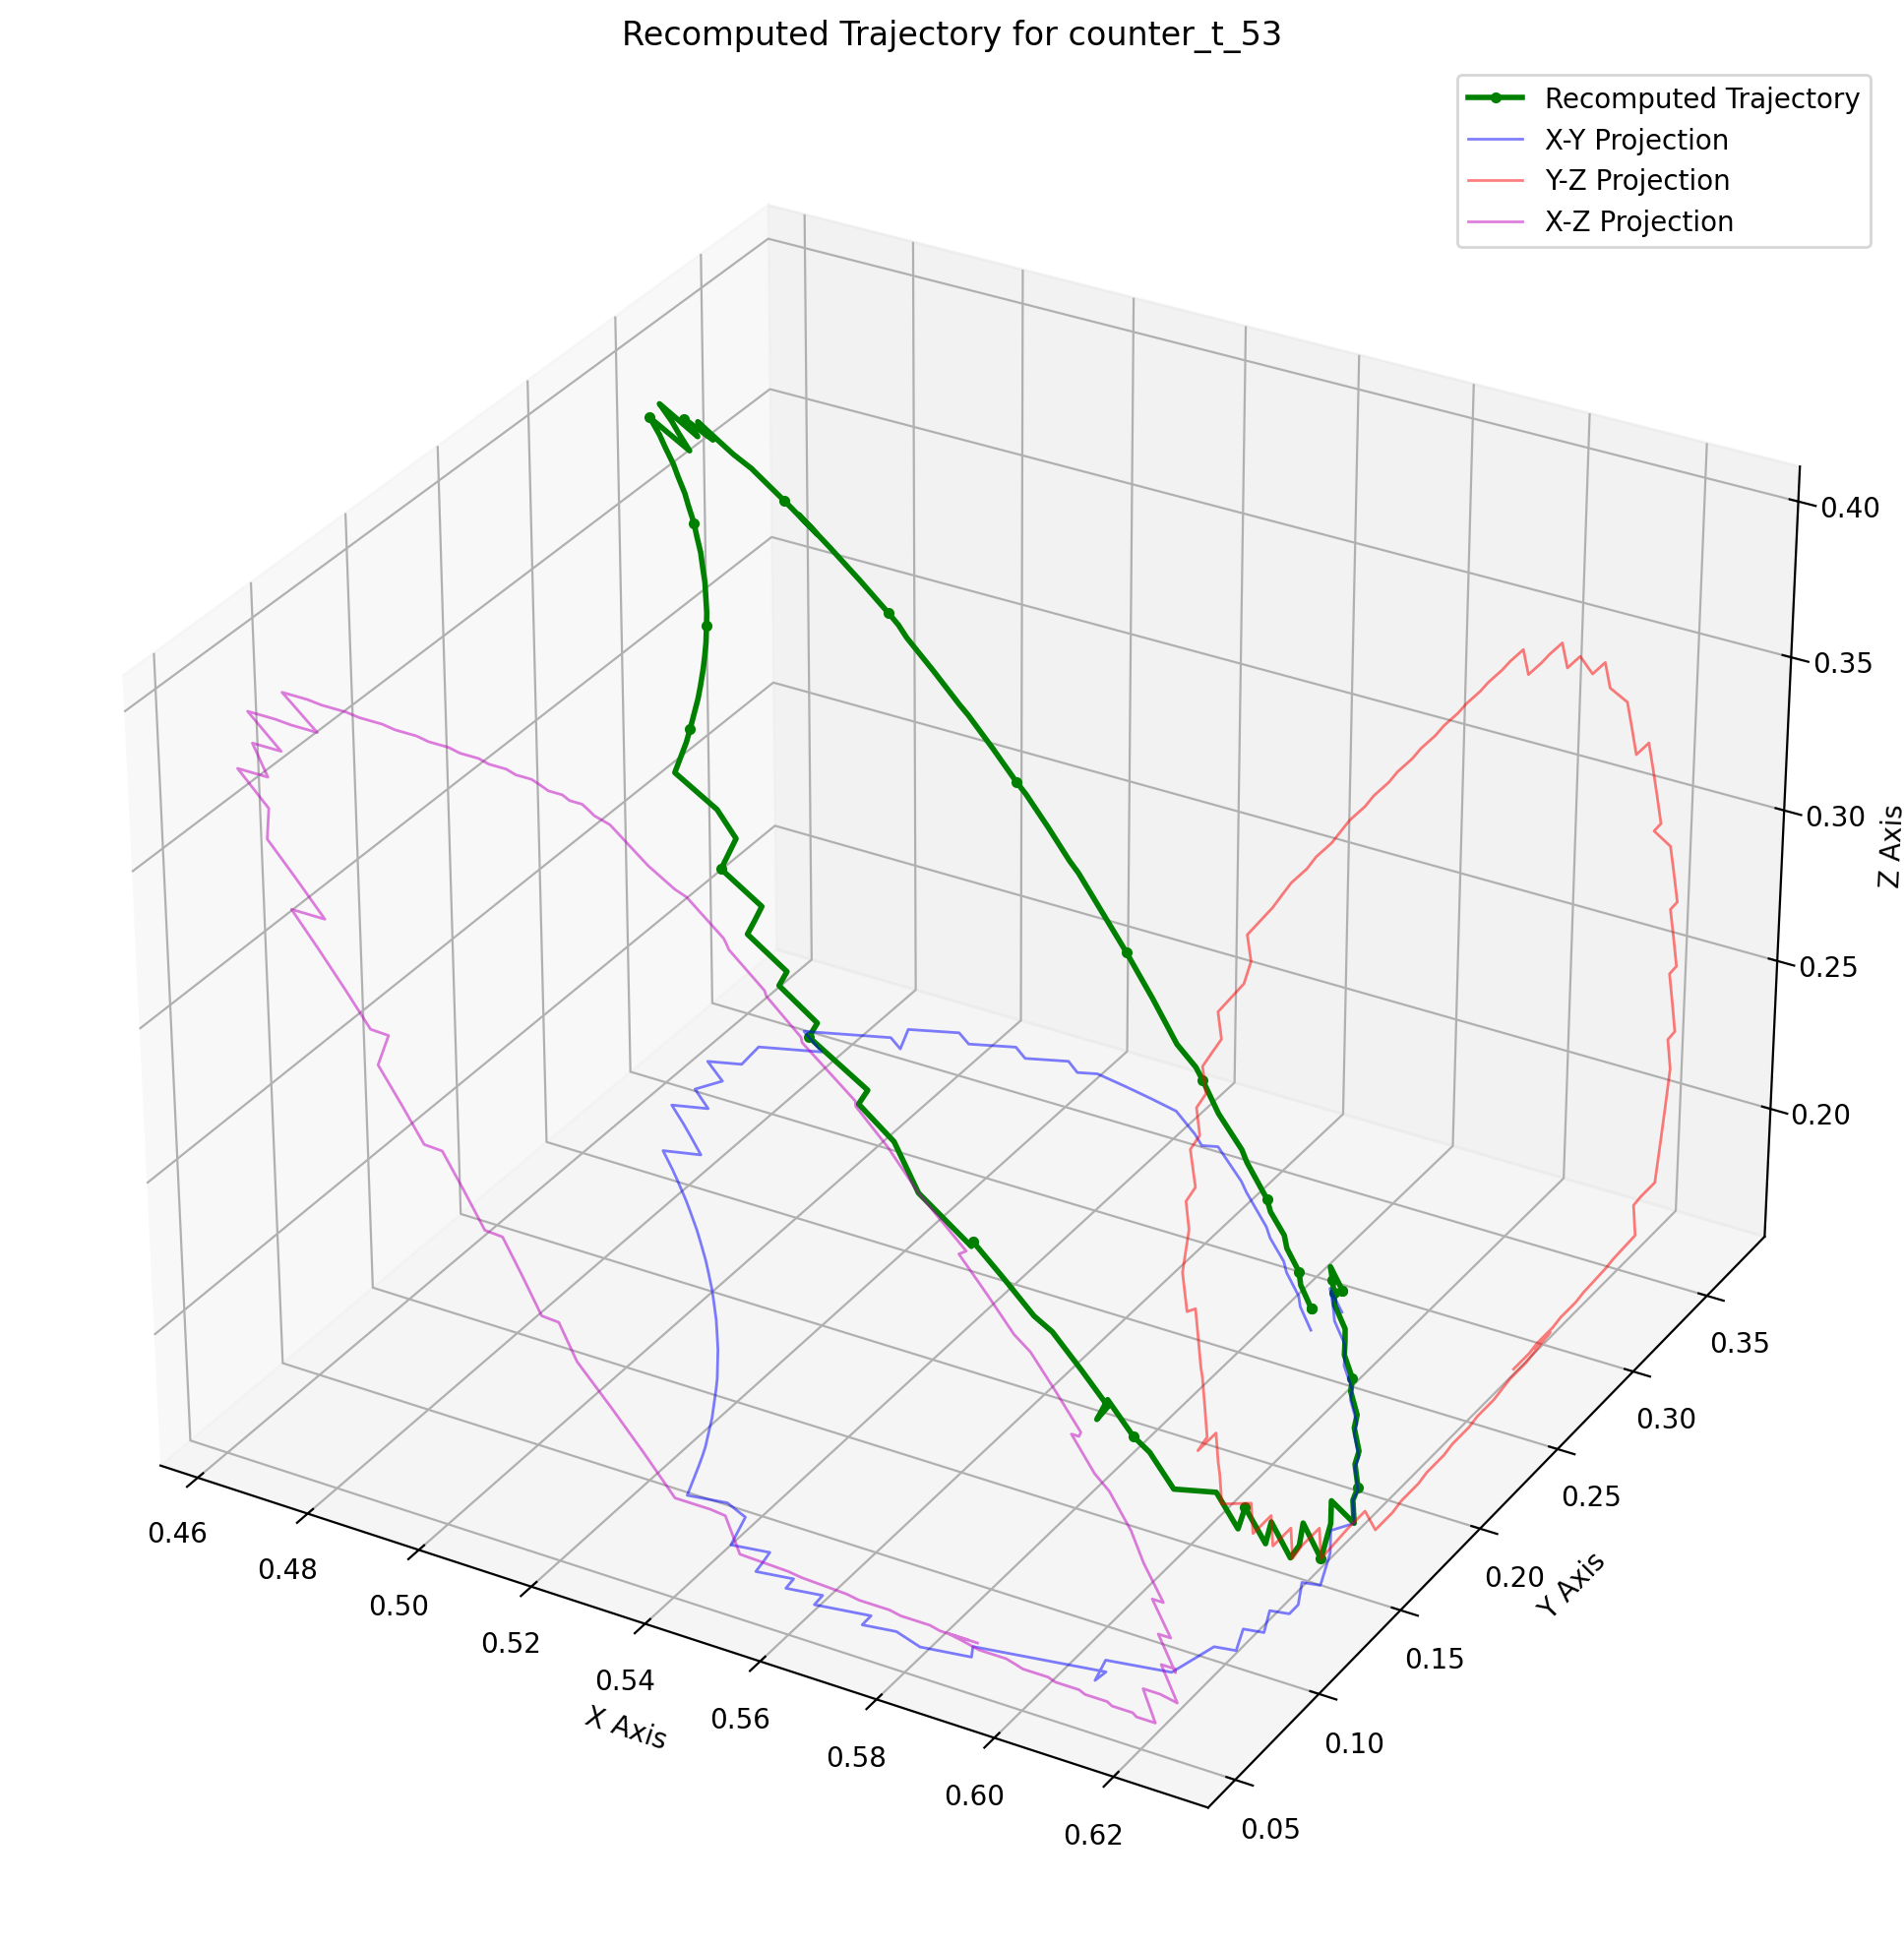 Recomputed Trajectory for counter_t_53
Recomputed Trajectory
X-Y Projection
Y-Z Projection
X-Z Projection
0.40
0.35
0.30
0.25
0.20
Z Axis
0.35
0.30
0.25
0.20
0.15
0.10
0.05
Y Axis
0.46
0.48
0.50
0.52
0.54
0.56
0.58
0.60
0.62
X Axis